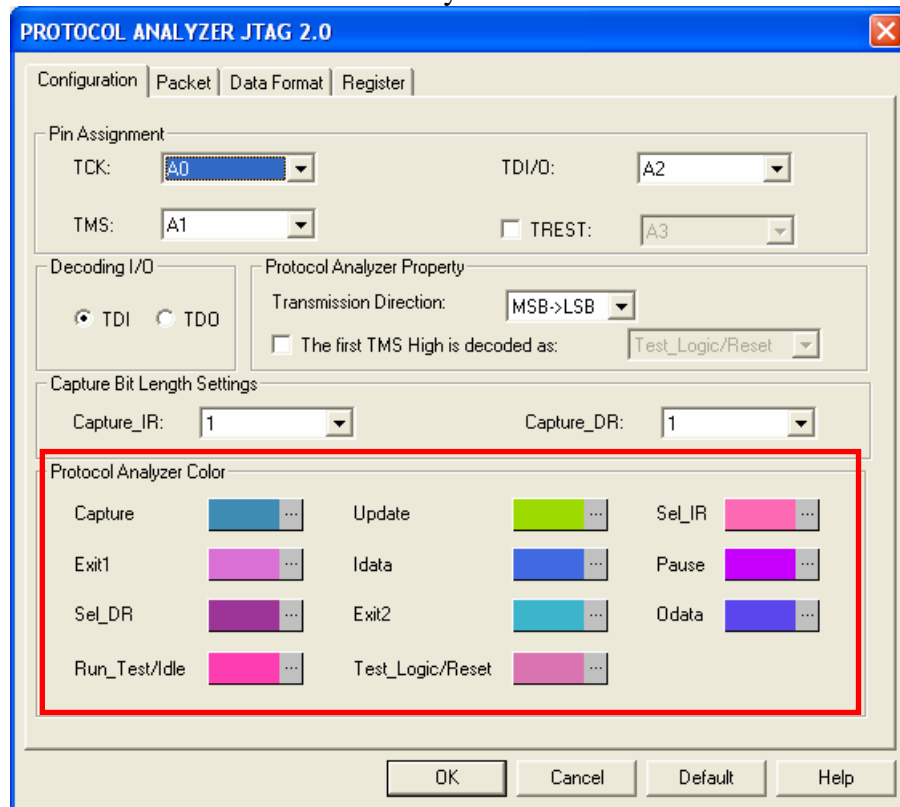 PROTOCOL ANALYZER JTAG 2.0
Configuration Packet Data Format Register
Pin Assignment
TCK: A0 TDI/O: A2
TMS: A1 TREST: A3
Decoding I/O Protocol Analyzer Property
Transmission Direction: MSB->LSB
TDI TDO
The first TMS High is decoded as: Test_Logic/Reset
Capture Bit Length Settings
Capture_IR: 1 Capture_DR: 1
Protocol Analyzer Color
Capture ... Update ... Sel_IR ...
Exit1 ... Idata ... Pause ...
Sel_DR ... Exit2 ... Odata ...
Run_Test/Idle ... Test_Logic/Reset ...
OK Cancel Default Help